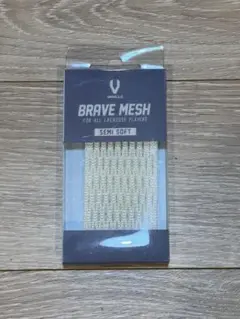 BRAVE MESH
FOR ALL LACROSSE PLAYERS
SEMI SOFT